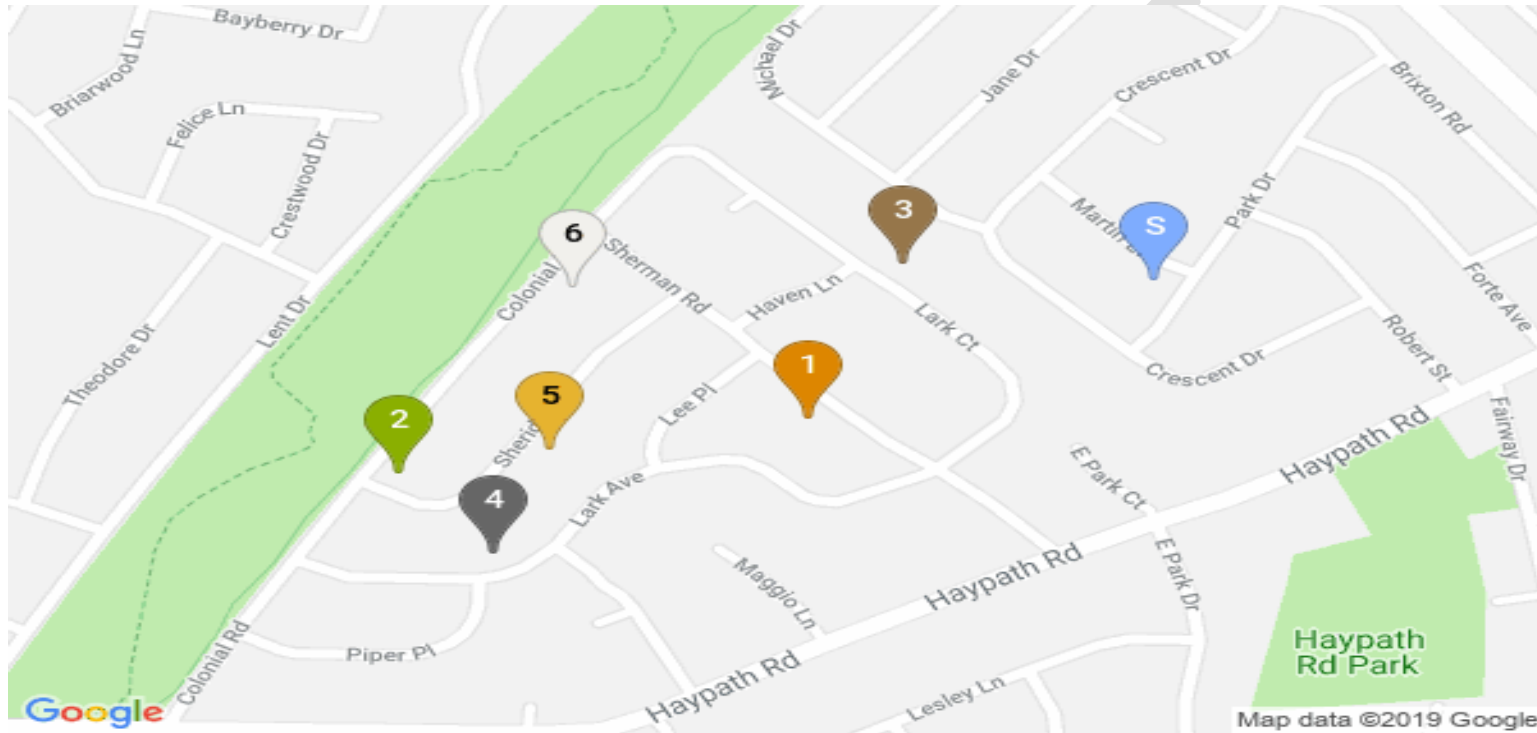 Bayberry Dr
Briarwood Ln
Felice Ln
Crestwood Dr
Michael Dr
Jane Dr
Crescent Dr
Brixton Rd
3
S
Martin
Park Dr
6
Sherman Rd
Colonial
Haven Ln
Lark Ct
Forte Ave
Robert St
Lent Dr
Theodore Dr
1
Crescent Dr
2
5
Lee Pl
Fairway Dr
Haypath Rd
4
Lark Ave
E Park Ct
Haypath Rd
E Park Dr
Maggio Ln
Colonial Rd
Piper Pl
Haypath Rd
Lesley Ln
Haypath
Rd Park
Google
Map data ©2019 Google